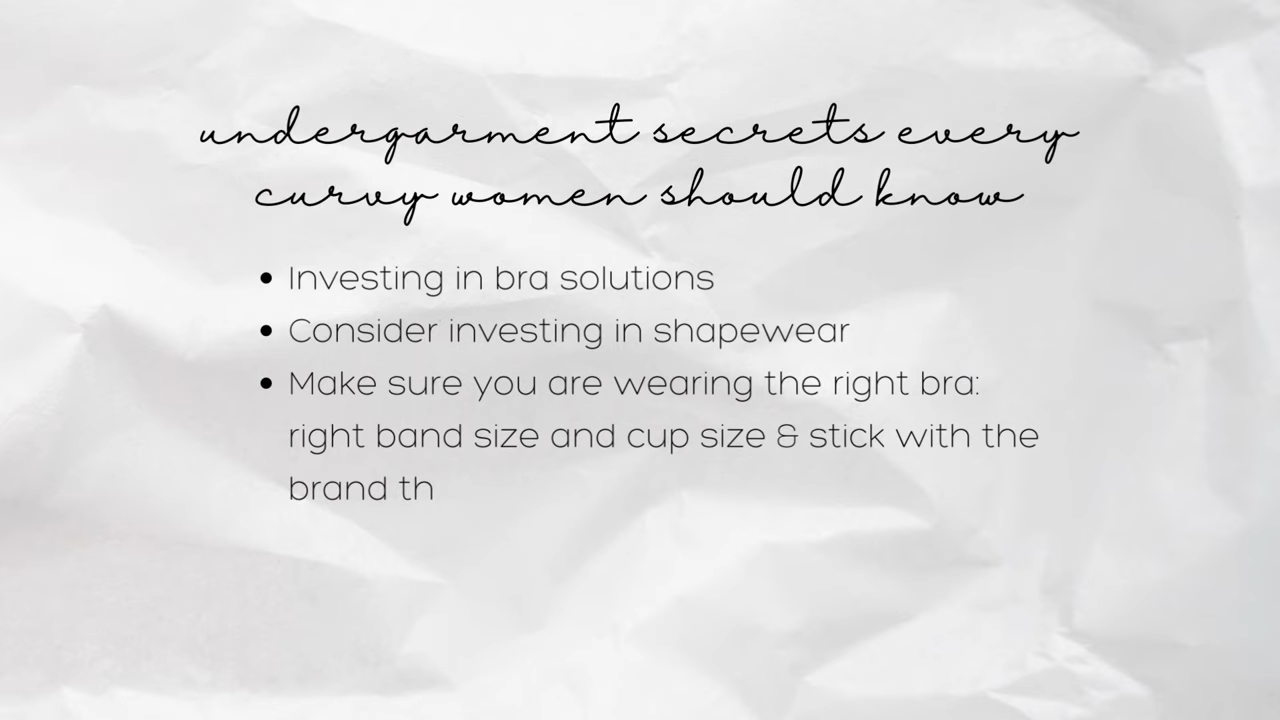 undergarment secrets every
curvy women should know
• Investing in bra solutions
• Consider investing in shapewear
• Make sure you are wearing the right bra:
right band size and cup size & stick with the
brand th